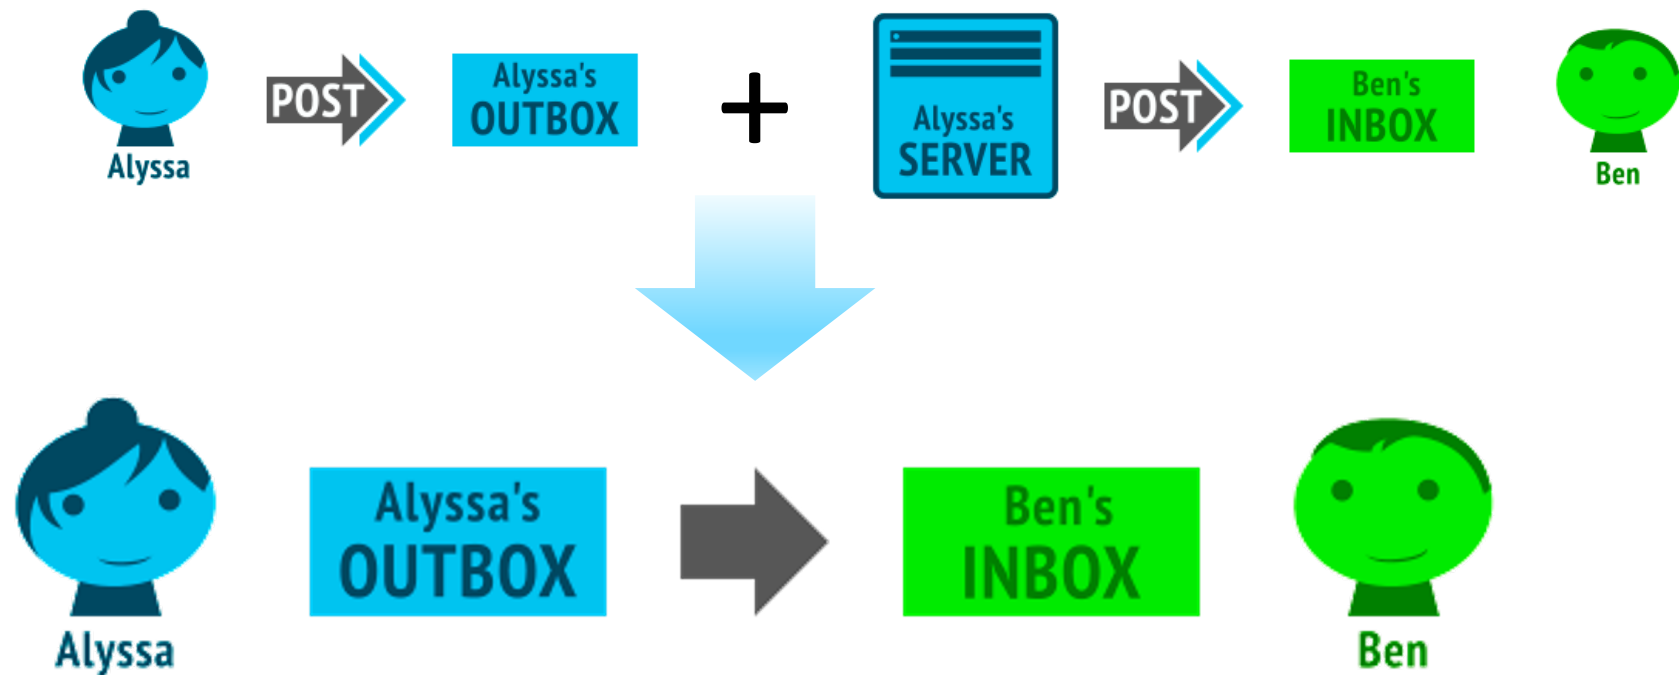 Alyssa
POST
Alyssa's
OUTBOX
+
Alyssa's
SERVER
POST
Ben's
INBOX
Ben
Alyssa
Alyssa's
OUTBOX
Ben's
INBOX
Ben